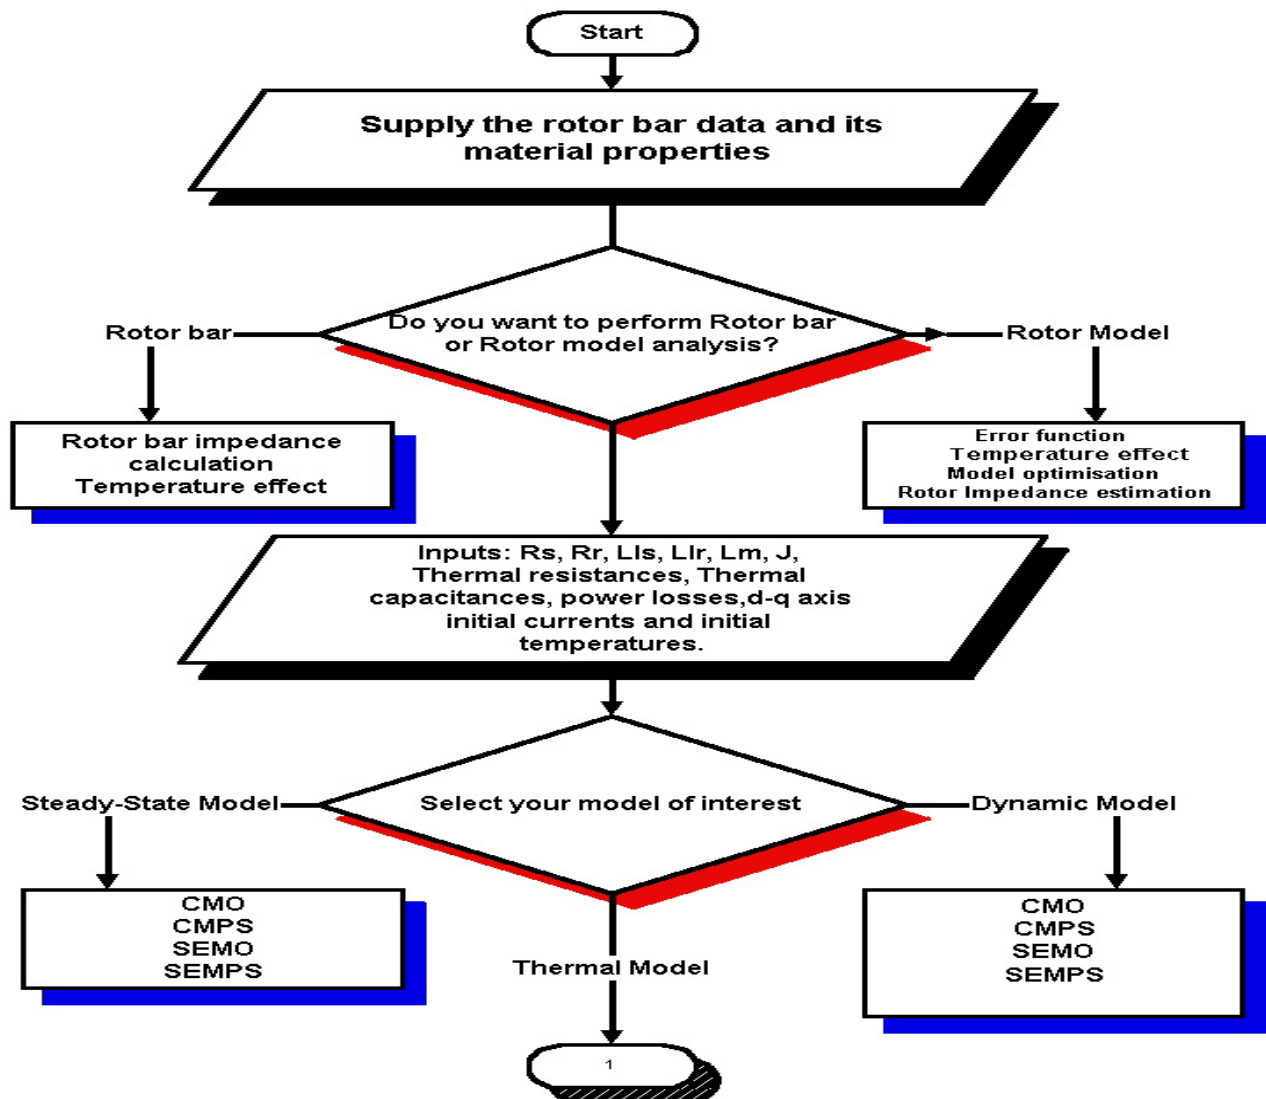 Start
Supply the rotor bar data and its
material properties
Do you want to perform Rotor bar
or Rotor model analysis?
Rotor bar
Rotor Model
Rotor bar impedance
calculation
Temperature effect
Error function
Temperature effect
Model optimisation
Rotor Impedance estimation
Inputs: Rs, Rr, Lls, Llr, Lm, J,
Thermal resistances, Thermal
capacitances, power losses,d-q axis
initial currents and initial
temperatures.
Select your model of interest
Steady-State Model
Dynamic Model
CMO
CMPS
SEMO
SEMPS
CMO
CMPS
SEMO
SEMPS
Thermal Model
1